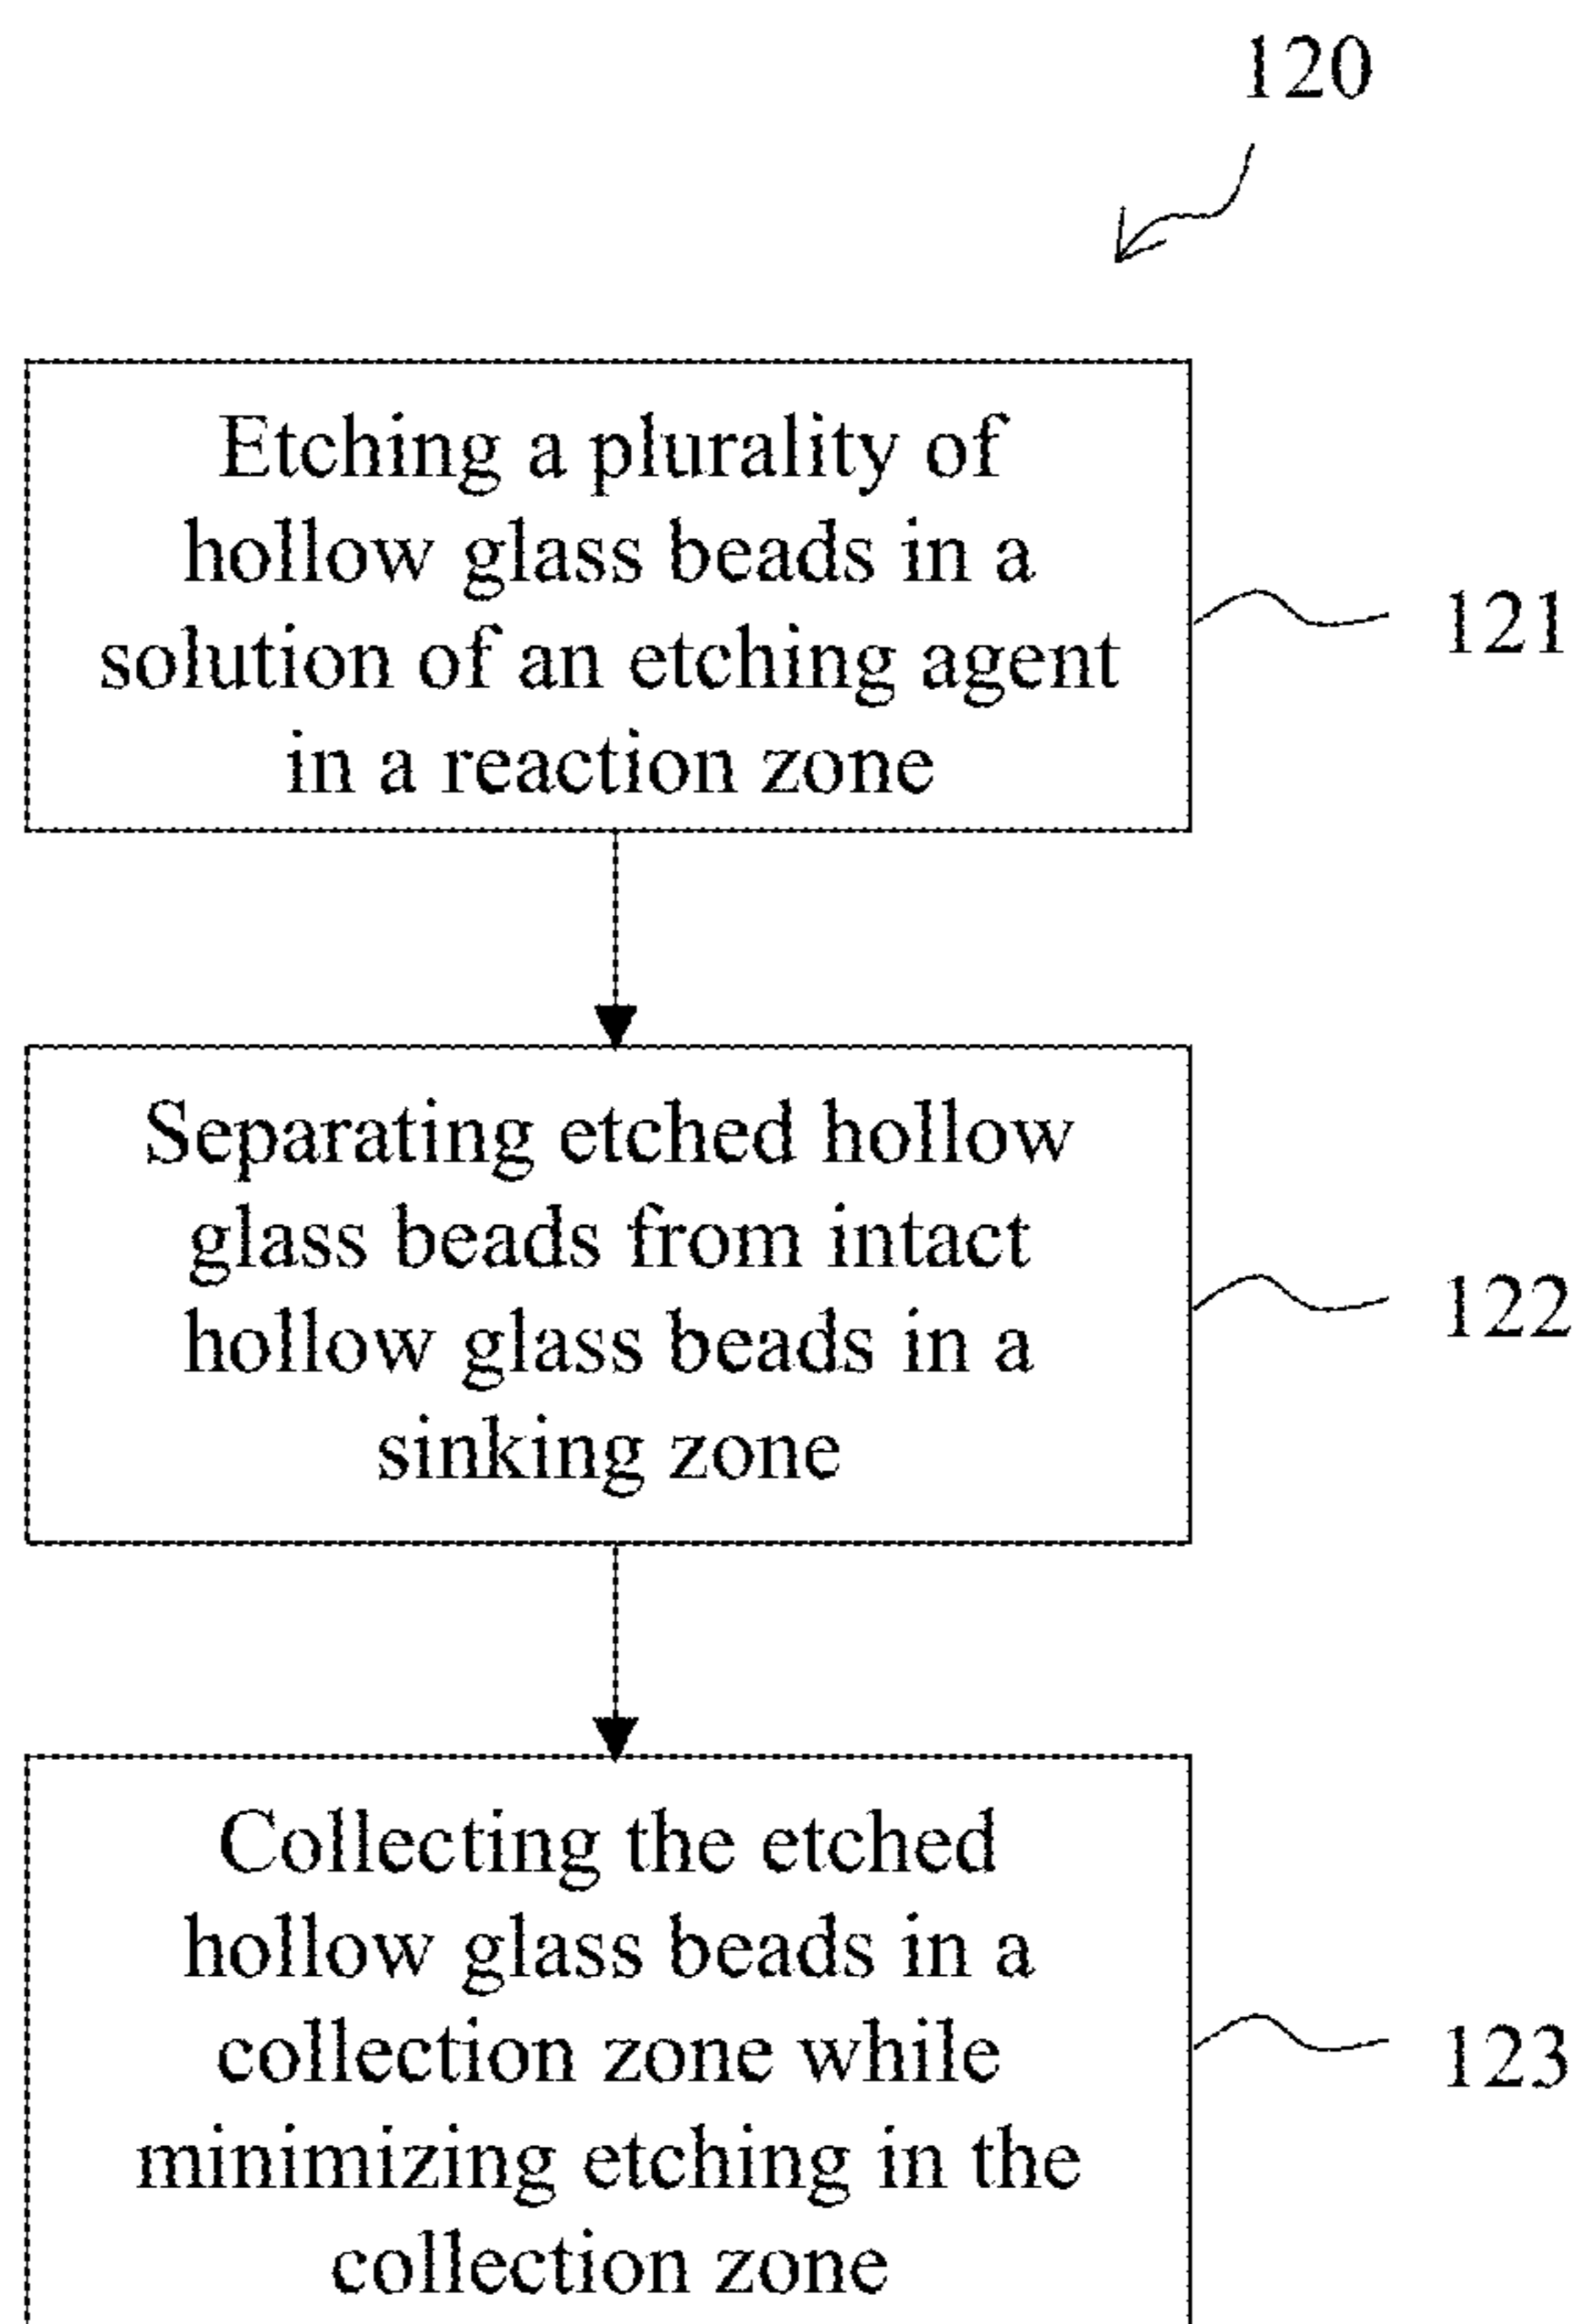 120
Etching a plurality of
hollow glass beads in a
solution of an etching agent
in a reaction zone
121
Separating etched hollow
glass beads from intact
hollow glass beads in a
sinking zone
122
Collecting the etched
hollow glass beads in a
collection zone while
minimizing etching in the
collection zone
123